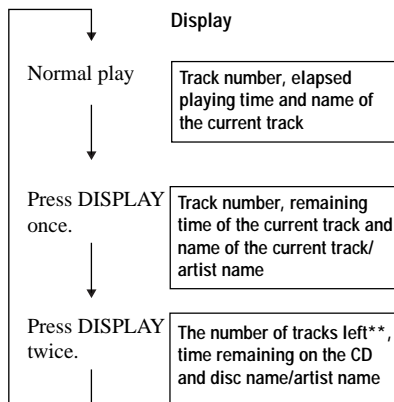 Display
Normal play
Track number, elapsed
playing time and name of
the current track
Press DISPLAY
once.
Track number, remaining
time of the current track and
name of the current track/
artist name
Press DISPLAY
twice.
The number of tracks left**,
time remaining on the CD
and disc name/artist name